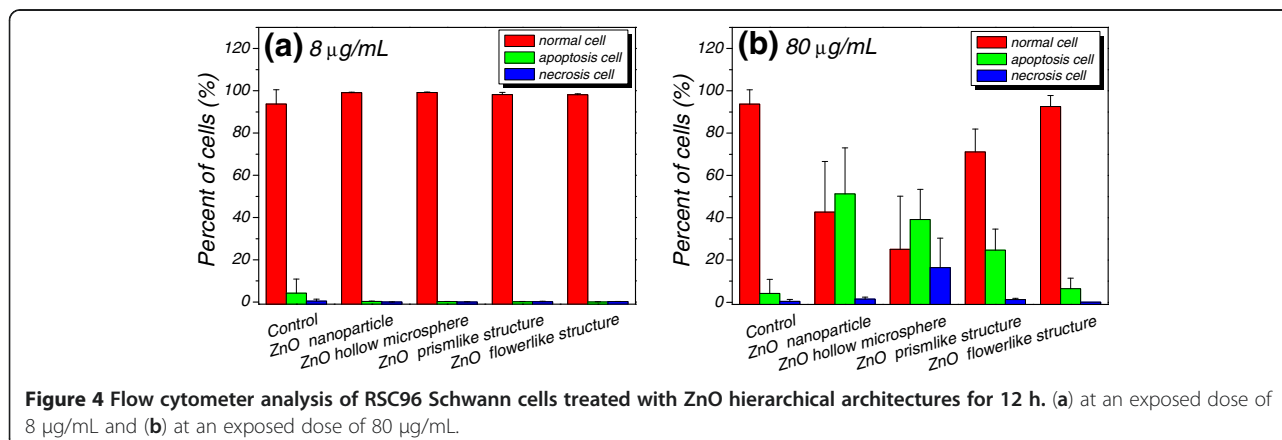 (a) 8 μg/mL
normal cell
apoptosis cell
necrosis cell
Percent of cells (%)
120
100
80
60
40
20
0
Control
ZnO nanoparticle
ZnO hollow microsphere
ZnO prismlike structure
ZnO flowerlike structure
(b) 80 μg/mL
normal cell
apoptosis cell
necrosis cell
Percent of cells (%)
120
100
80
60
40
20
0
Control
ZnO nanoparticle
ZnO hollow microsphere
ZnO prismlike structure
ZnO flowerlike structure
Figure 4 Flow cytometer analysis of RSC96 Schwann cells treated with ZnO hierarchical architectures for 12 h. (a) at an exposed dose of
8 μg/mL and (b) at an exposed dose of 80 μg/mL.